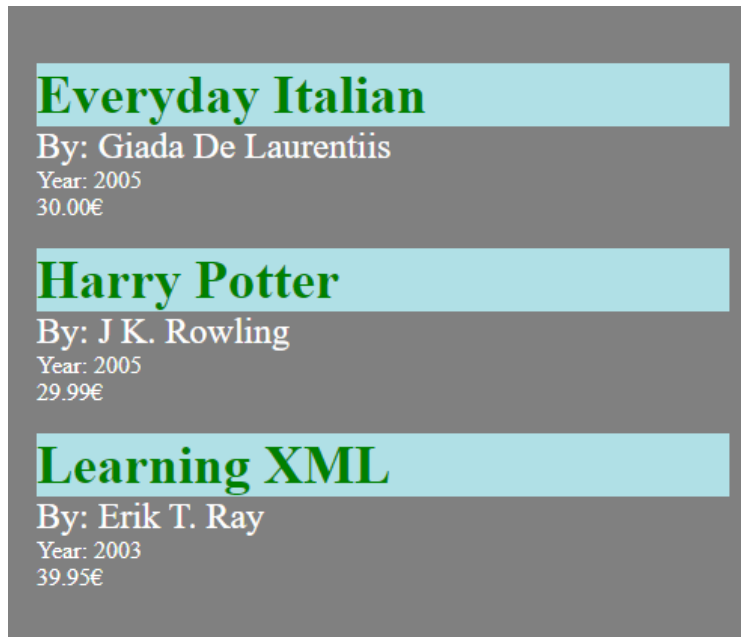 Everyday Italian
By: Giada De Laurentiis
Year: 2005
30.00€
Harry Potter
By: J K. Rowling
Year: 2005
29.99€
Learning XML
By: Erik T. Ray
Year: 2003
39.95€